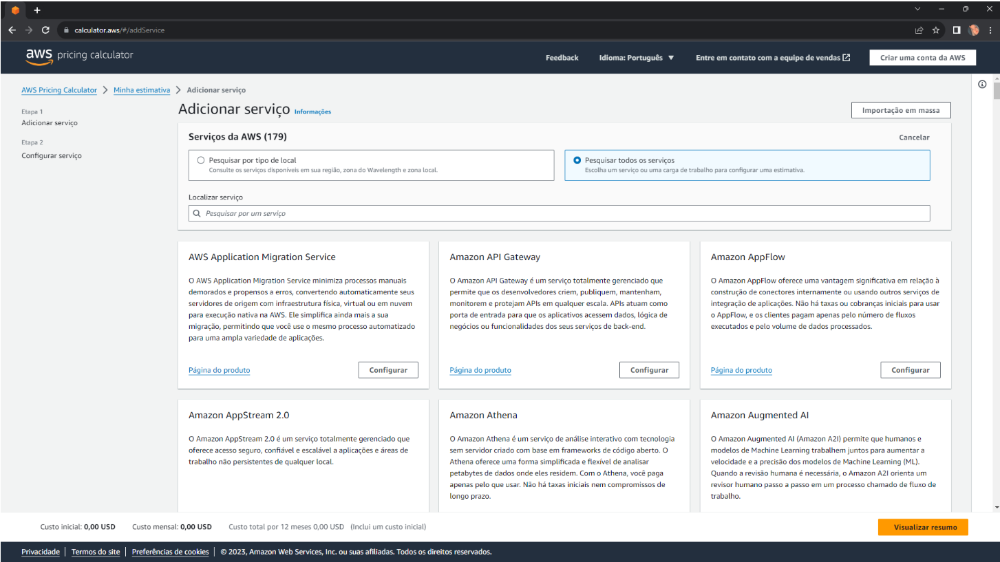 calculator.aws/#/addService
aws pricing calculator
Feedback
Idioma: Português
Entre em contato com a equipe de vendas
Criar uma conta da AWS
AWS Pricing Calculator
Minha estimativa
Adicionar serviço
Etapa 1
Adicionar serviço
Etapa 2
Configurar serviço
Adicionar serviço Informações
Importação em massa
Serviços da AWS (179)
Cancelar
Pesquisar por tipo de local
Consulte os serviços disponíveis em sua região, zona do Wavelength e zona local.
Pesquisar todos os serviços
Escolha um serviço ou uma carga de trabalho para configurar uma estimativa.
Localizar serviço
Pesquisar por um serviço
AWS Application Migration Service
O AWS Application Migration Service minimiza processos manuais
demorados e propensos a erros, convertendo automaticamente seus
servidores de origem com infraestrutura física, virtual ou em nuvem
para execução nativa na AWS. Ele simplifica ainda mais a sua
migração, permitindo que você use o mesmo processo automatizado
para uma ampla variedade de aplicações.
Página do produto
Configurar
Amazon API Gateway
O Amazon API Gateway é um serviço totalmente gerenciado que
permite que os desenvolvedores criem, publiquem, mantenham,
monitorem e protejam APIs em qualquer escala. APIs atuam como
porta de entrada para que os aplicativos acessem dados, lógica de
negócios ou funcionalidades dos seus serviços de back-end.
Página do produto
Configurar
Amazon AppFlow
O Amazon AppFlow oferece uma vantagem significativa em relação à
construção de conectores internamente ou usando outros serviços de
integração de aplicações. Não há taxas ou cobranças iniciais para usar
o AppFlow, e os clientes pagam apenas pelo número de fluxos
executados e pelo volume de dados processados.
Página do produto
Configurar
Amazon AppStream 2.0
O Amazon AppStream 2.0 é um serviço totalmente gerenciado que
oferece acesso seguro, confiável e escalável a aplicações e áreas de
trabalho não persistentes de qualquer local.
Amazon Athena
O Amazon Athena é um serviço de análise interativo com tecnologia
sem servidor criado com base em frameworks de código aberto. O
Athena oferece uma forma simplificada e flexível de analisar
petabytes de dados onde eles residem. Com o Athena, você paga
apenas pelo que usar. Não há taxas iniciais nem compromissos de
longo prazo.
Amazon Augmented AI
O Amazon Augmented AI (Amazon A2I) permite que humanos e
modelos de Machine Learning trabalhem juntos para aumentar a
velocidade e a precisão dos modelos de Machine Learning (ML).
Quando a revisão humana é necessária, o Amazon A2I orienta um
revisor humano passo a passo em um processo chamado de fluxo de
trabalho.
Custo inicial: 0,00 USD
Custo mensal: 0,00 USD
Custo total por 12 meses 0,00 USD (Inclui um custo inicial)
Visualizar resumo
Privacidade
Termos do site
Preferências de cookies
© 2023, Amazon Web Services, Inc. ou suas afiliadas. Todos os direitos reservados.